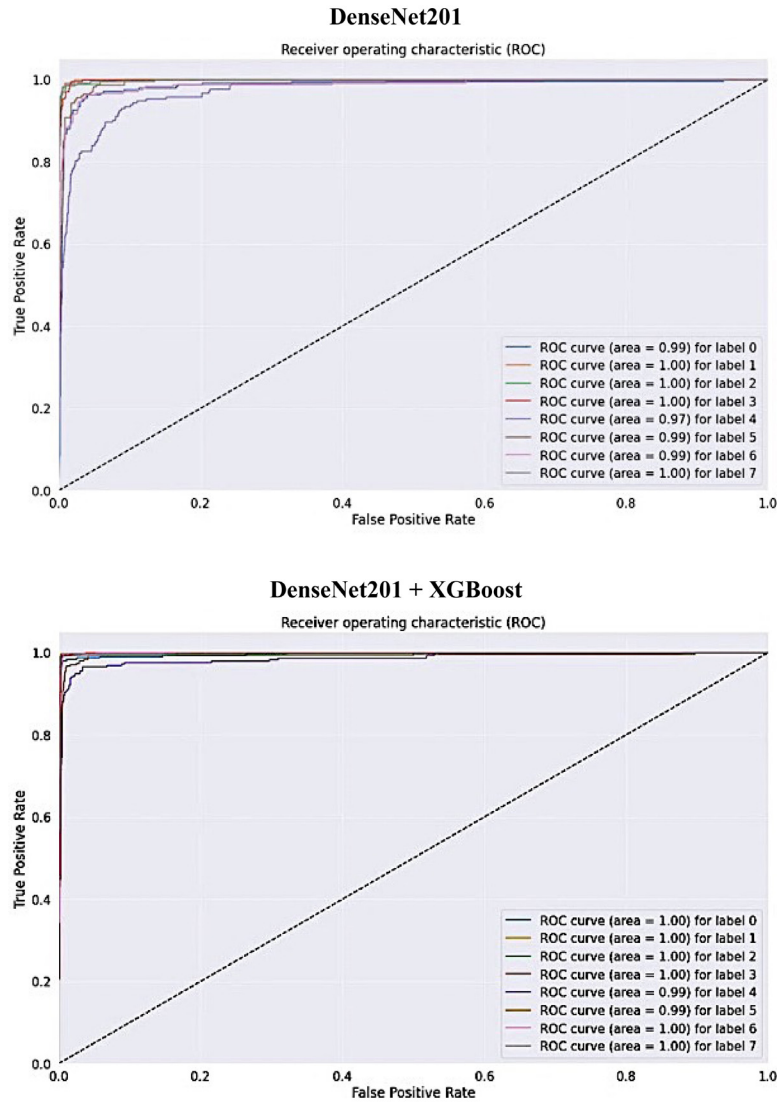 DenseNet201
Receiver operating characteristic (ROC)
1.0
0.8
0.6
0.4
0.2
0.0
True Positive Rate
ROC curve (area = 0.99) for label 0
ROC curve (area = 1.00) for label 1
ROC curve (area = 1.00) for label 2
ROC curve (area = 1.00) for label 3
ROC curve (area = 0.97) for label 4
ROC curve (area = 0.99) for label 5
ROC curve (area = 0.99) for label 6
ROC curve (area = 1.00) for label 7
0.0 0.2 0.4 0.6 0.8 1.0
False Positive Rate
DenseNet201 + XGBoost
Receiver operating characteristic (ROC)
1.0
0.8
0.6
0.4
0.2
0.0
True Positive Rate
ROC curve (area = 1.00) for label 0
ROC curve (area = 1.00) for label 1
ROC curve (area = 1.00) for label 2
ROC curve (area = 1.00) for label 3
ROC curve (area = 0.99) for label 4
ROC curve (area = 0.99) for label 5
ROC curve (area = 1.00) for label 6
ROC curve (area = 1.00) for label 7
0.0 0.2 0.4 0.6 0.8 1.0
False Positive Rate